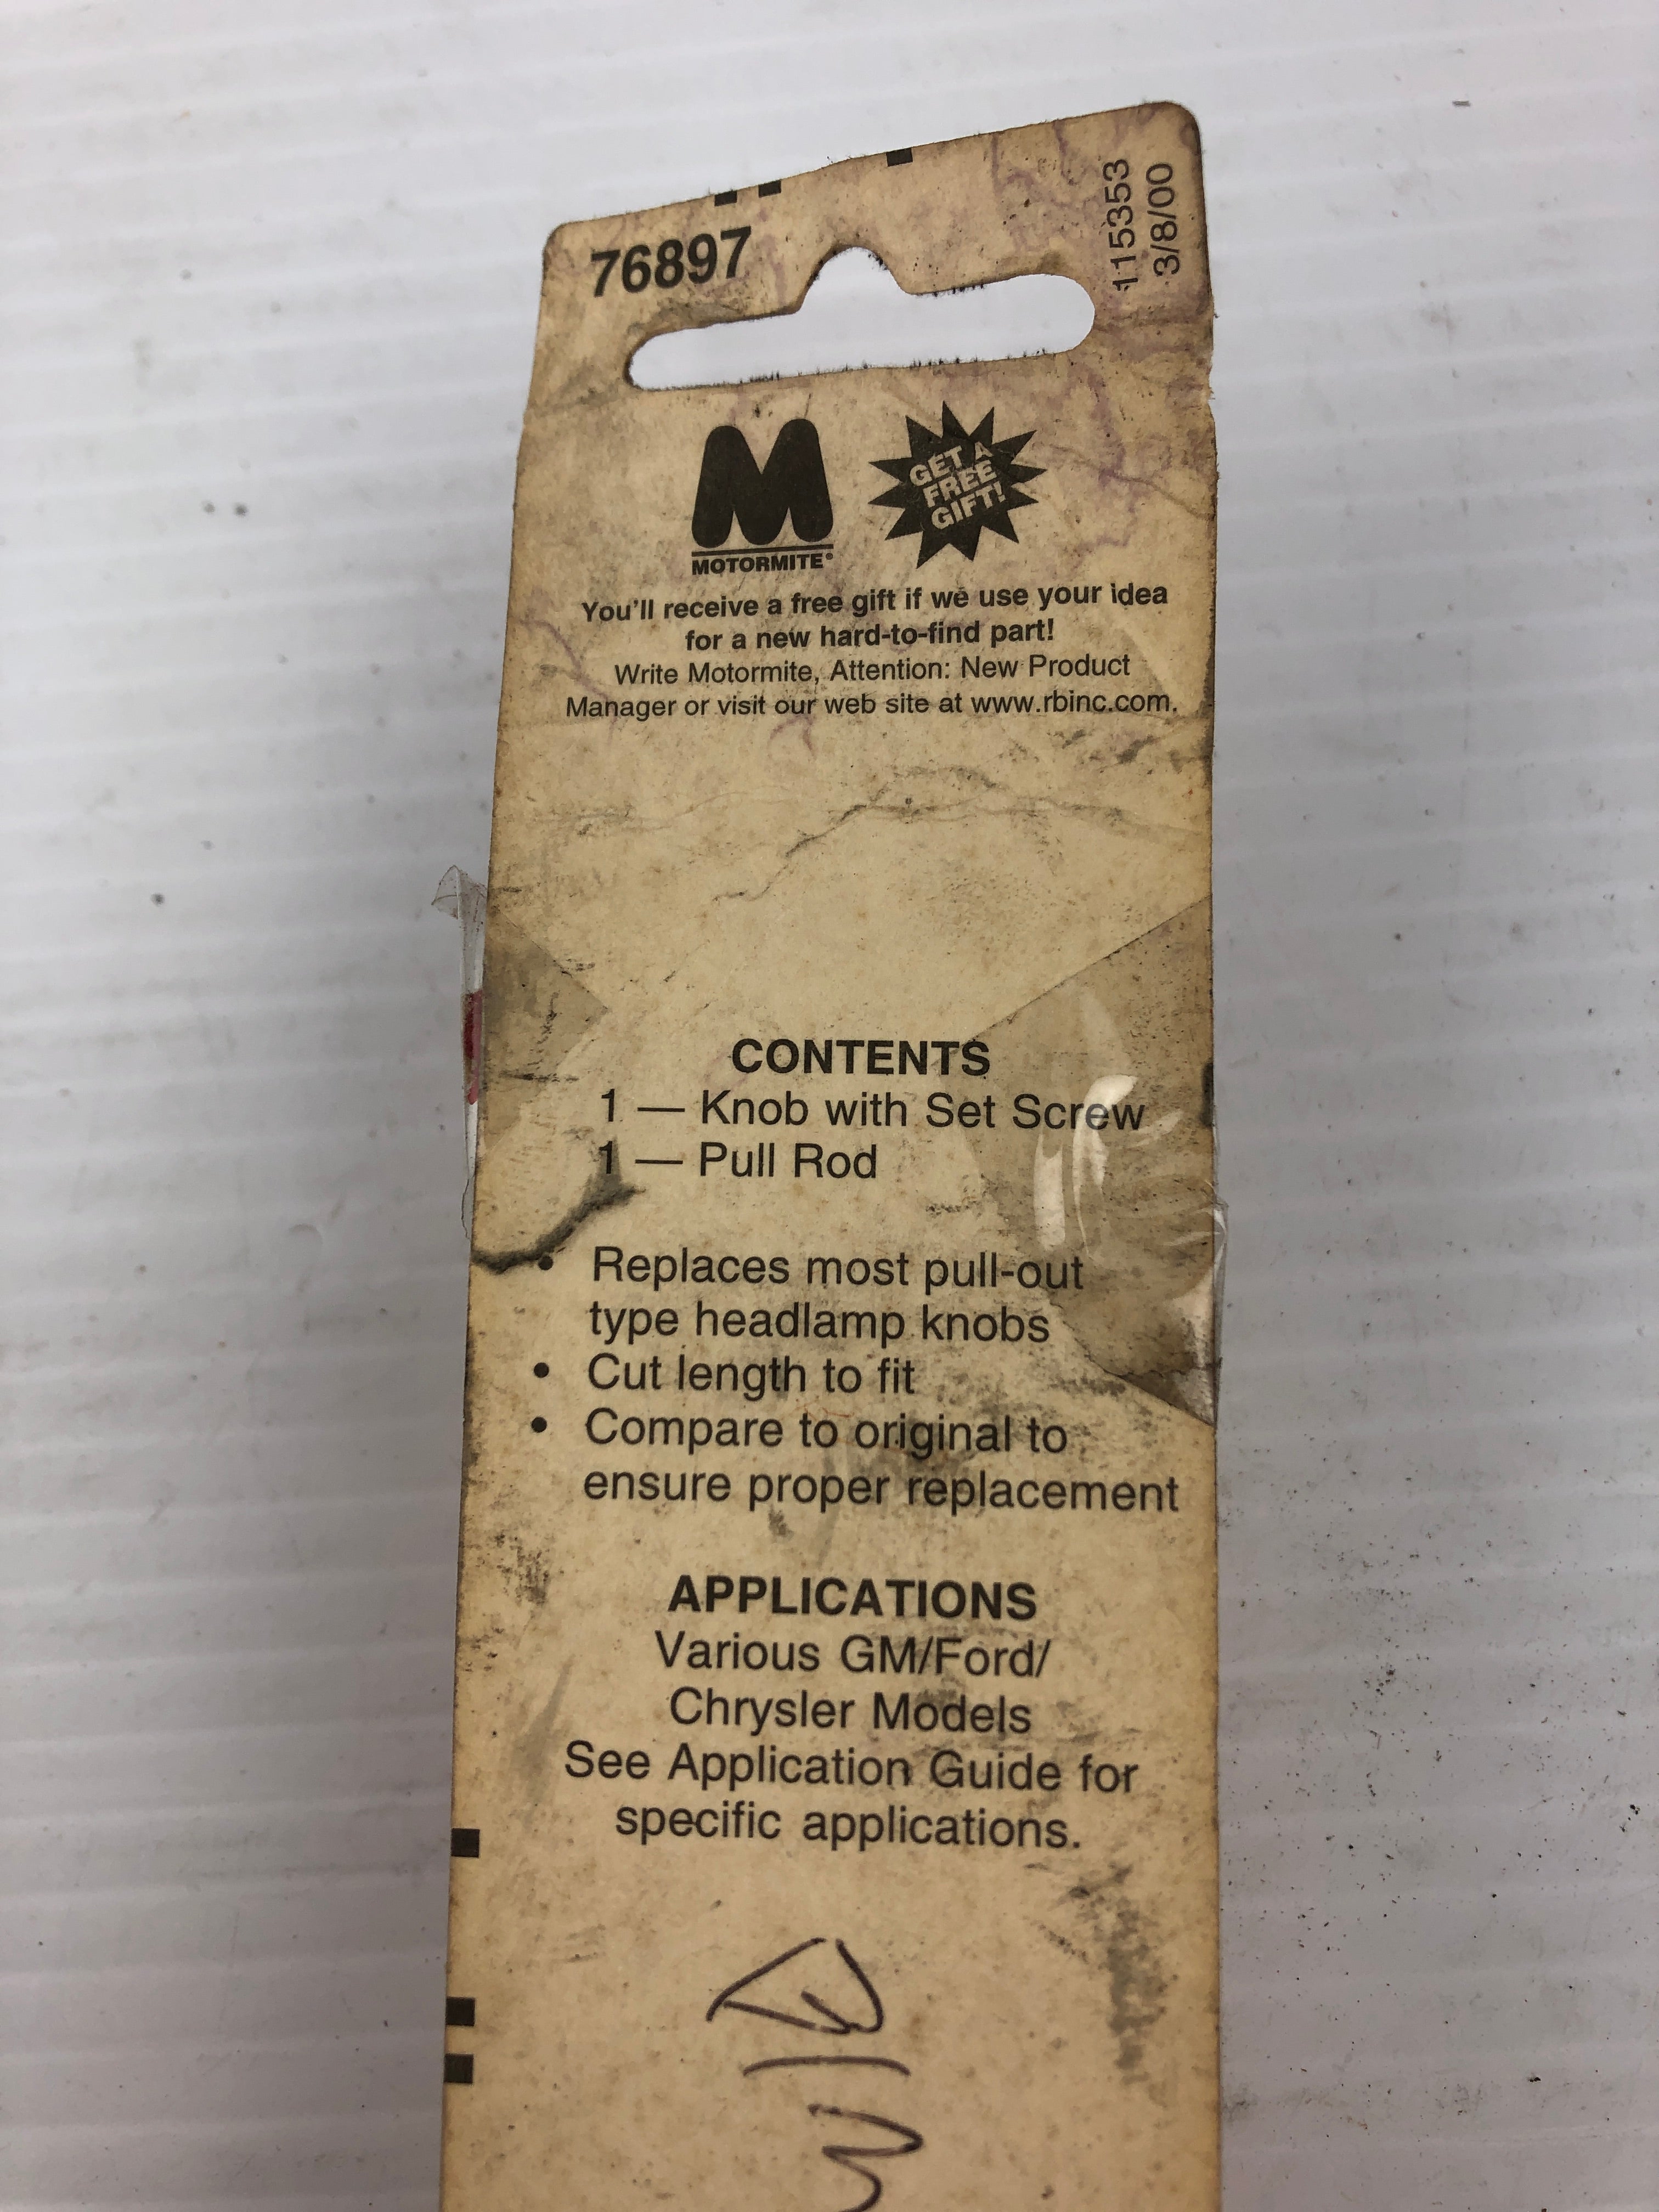 76897
115353
3/8/00
M
MOTORMITE®
GET A
FREE
GIFT!
You'll receive a free gift if we use your idea
for a new hard-to-find part!
Write Motormite, Attention: New Product
Manager or visit our web site at www.rbinc.com.
CONTENTS
1 — Knob with Set Screw
1 — Pull Rod
• Replaces most pull-out
type headlamp knobs
• Cut length to fit
• Compare to original to
ensure proper replacement
APPLICATIONS
Various GM/Ford/
Chrysler Models
See Application Guide for
specific applications.